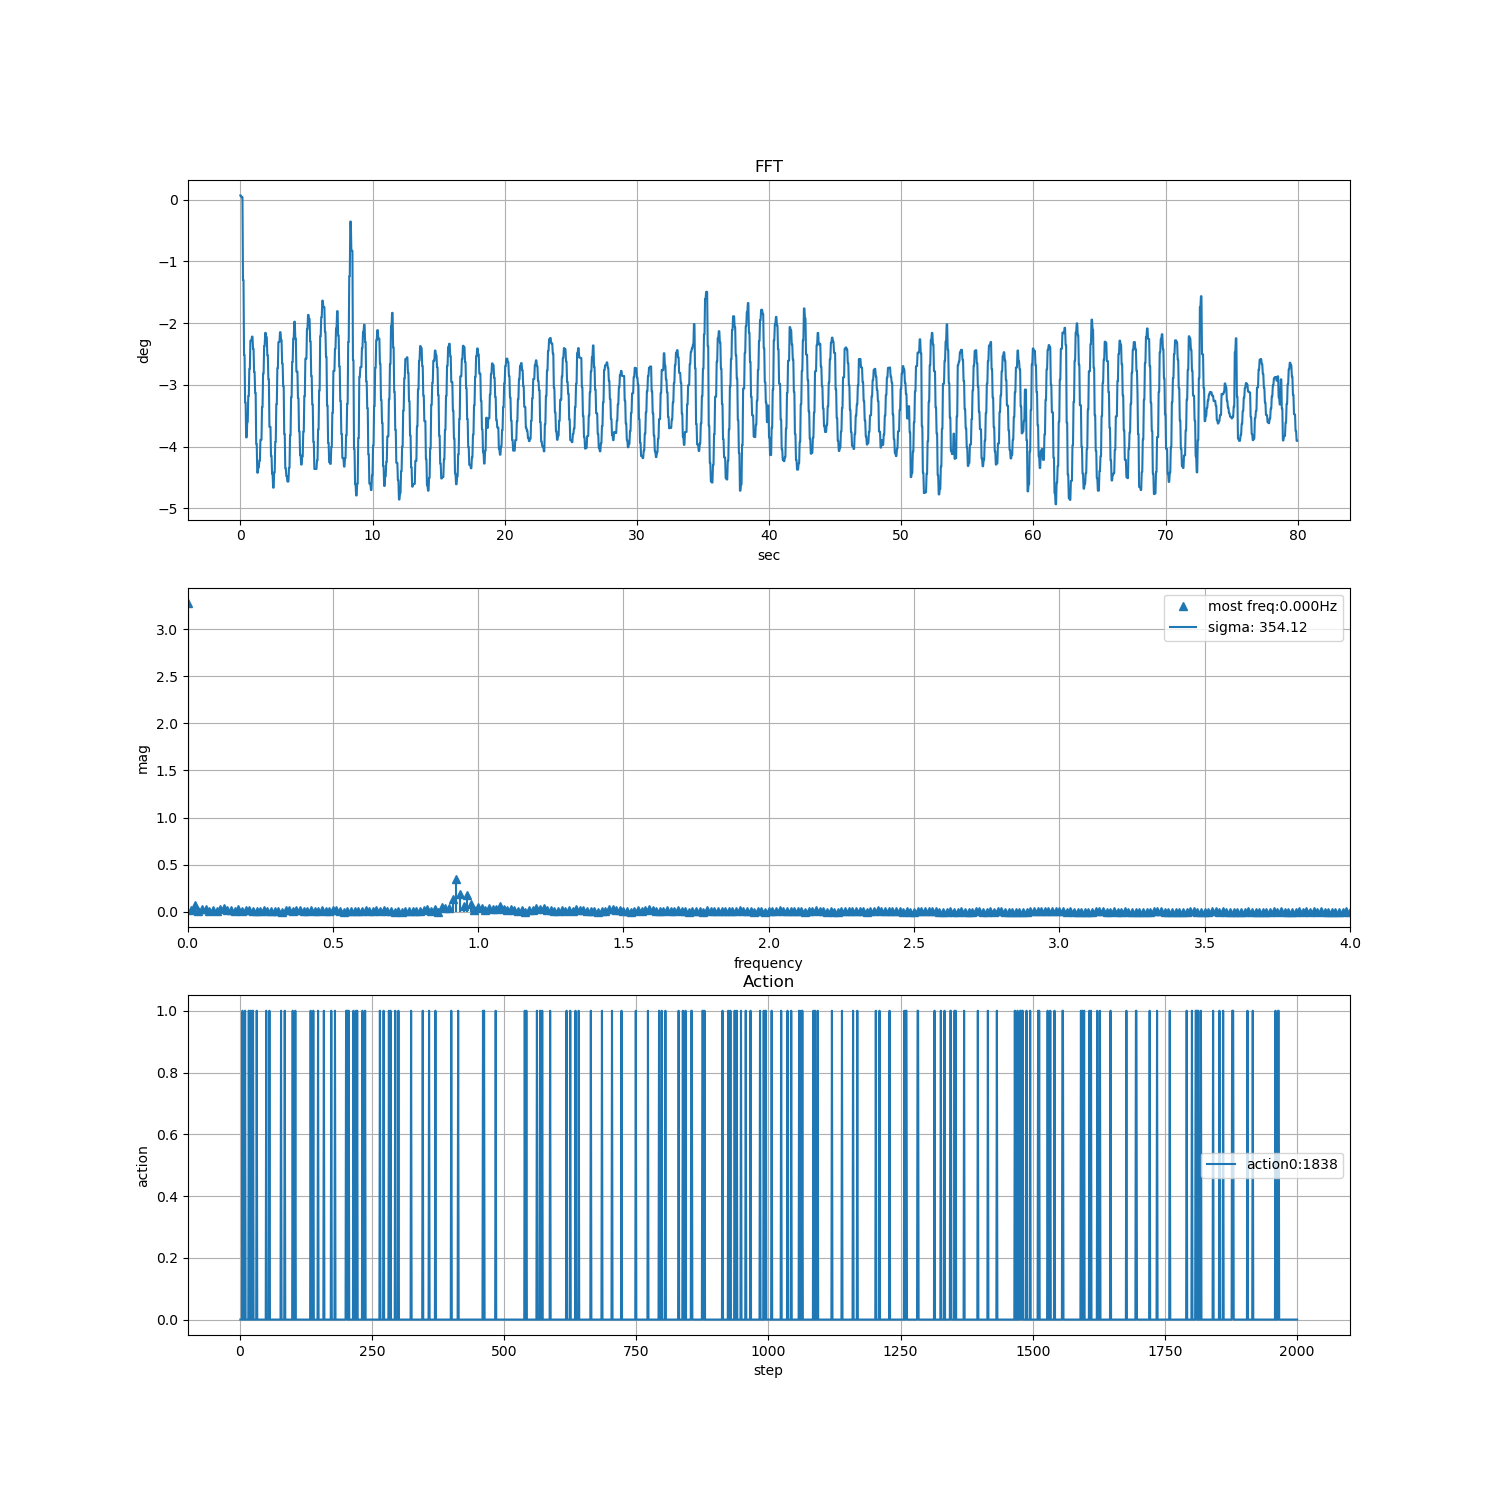 FFT
0
−1
−2
−3
−4
−5
deg
0 10 20 30 40 50 60 70 80
sec
most freq:0.000Hz
sigma: 354.12
3.0
2.5
2.0
1.5
1.0
0.5
0.0
mag
0.0 0.5 1.0 1.5 2.0 2.5 3.0 3.5 4.0
frequency
Action
1.0
0.8
0.6
0.4
0.2
0.0
action
action0:1838
0 250 500 750 1000 1250 1500 1750 2000
step